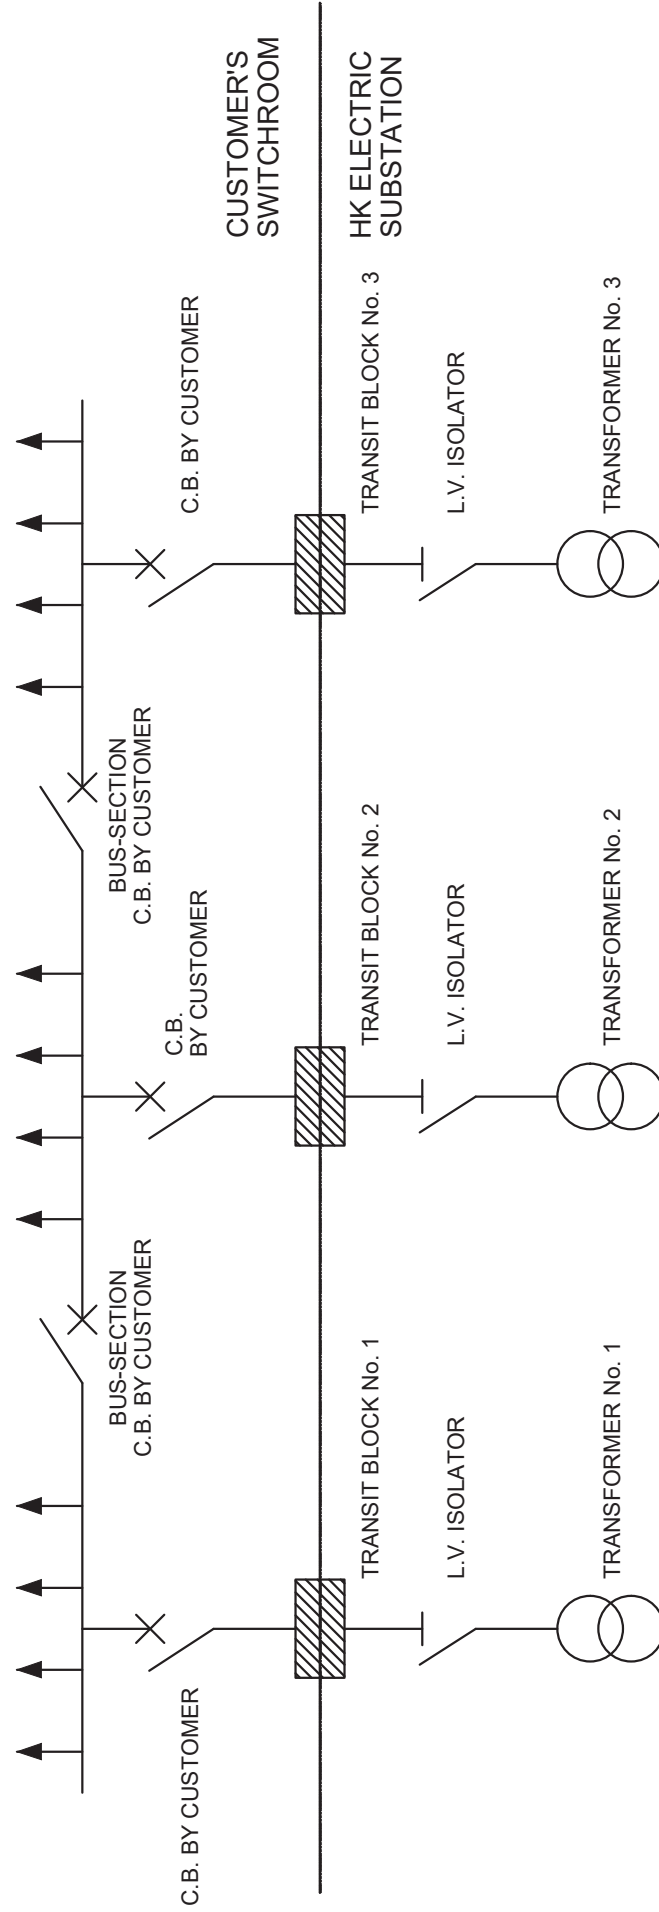 BUS-SECTION
C.B. BY CUSTOMER
BUS-SECTION
C.B. BY CUSTOMER
C.B. BY CUSTOMER
C.B.
BY CUSTOMER
C.B. BY CUSTOMER
CUSTOMER'S
SWITCHROOM
HK ELECTRIC
SUBSTATION
TRANSIT BLOCK No. 1
TRANSIT BLOCK No. 2
TRANSIT BLOCK No. 3
L.V. ISOLATOR
L.V. ISOLATOR
L.V. ISOLATOR
TRANSFORMER No. 1
TRANSFORMER No. 2
TRANSFORMER No. 3